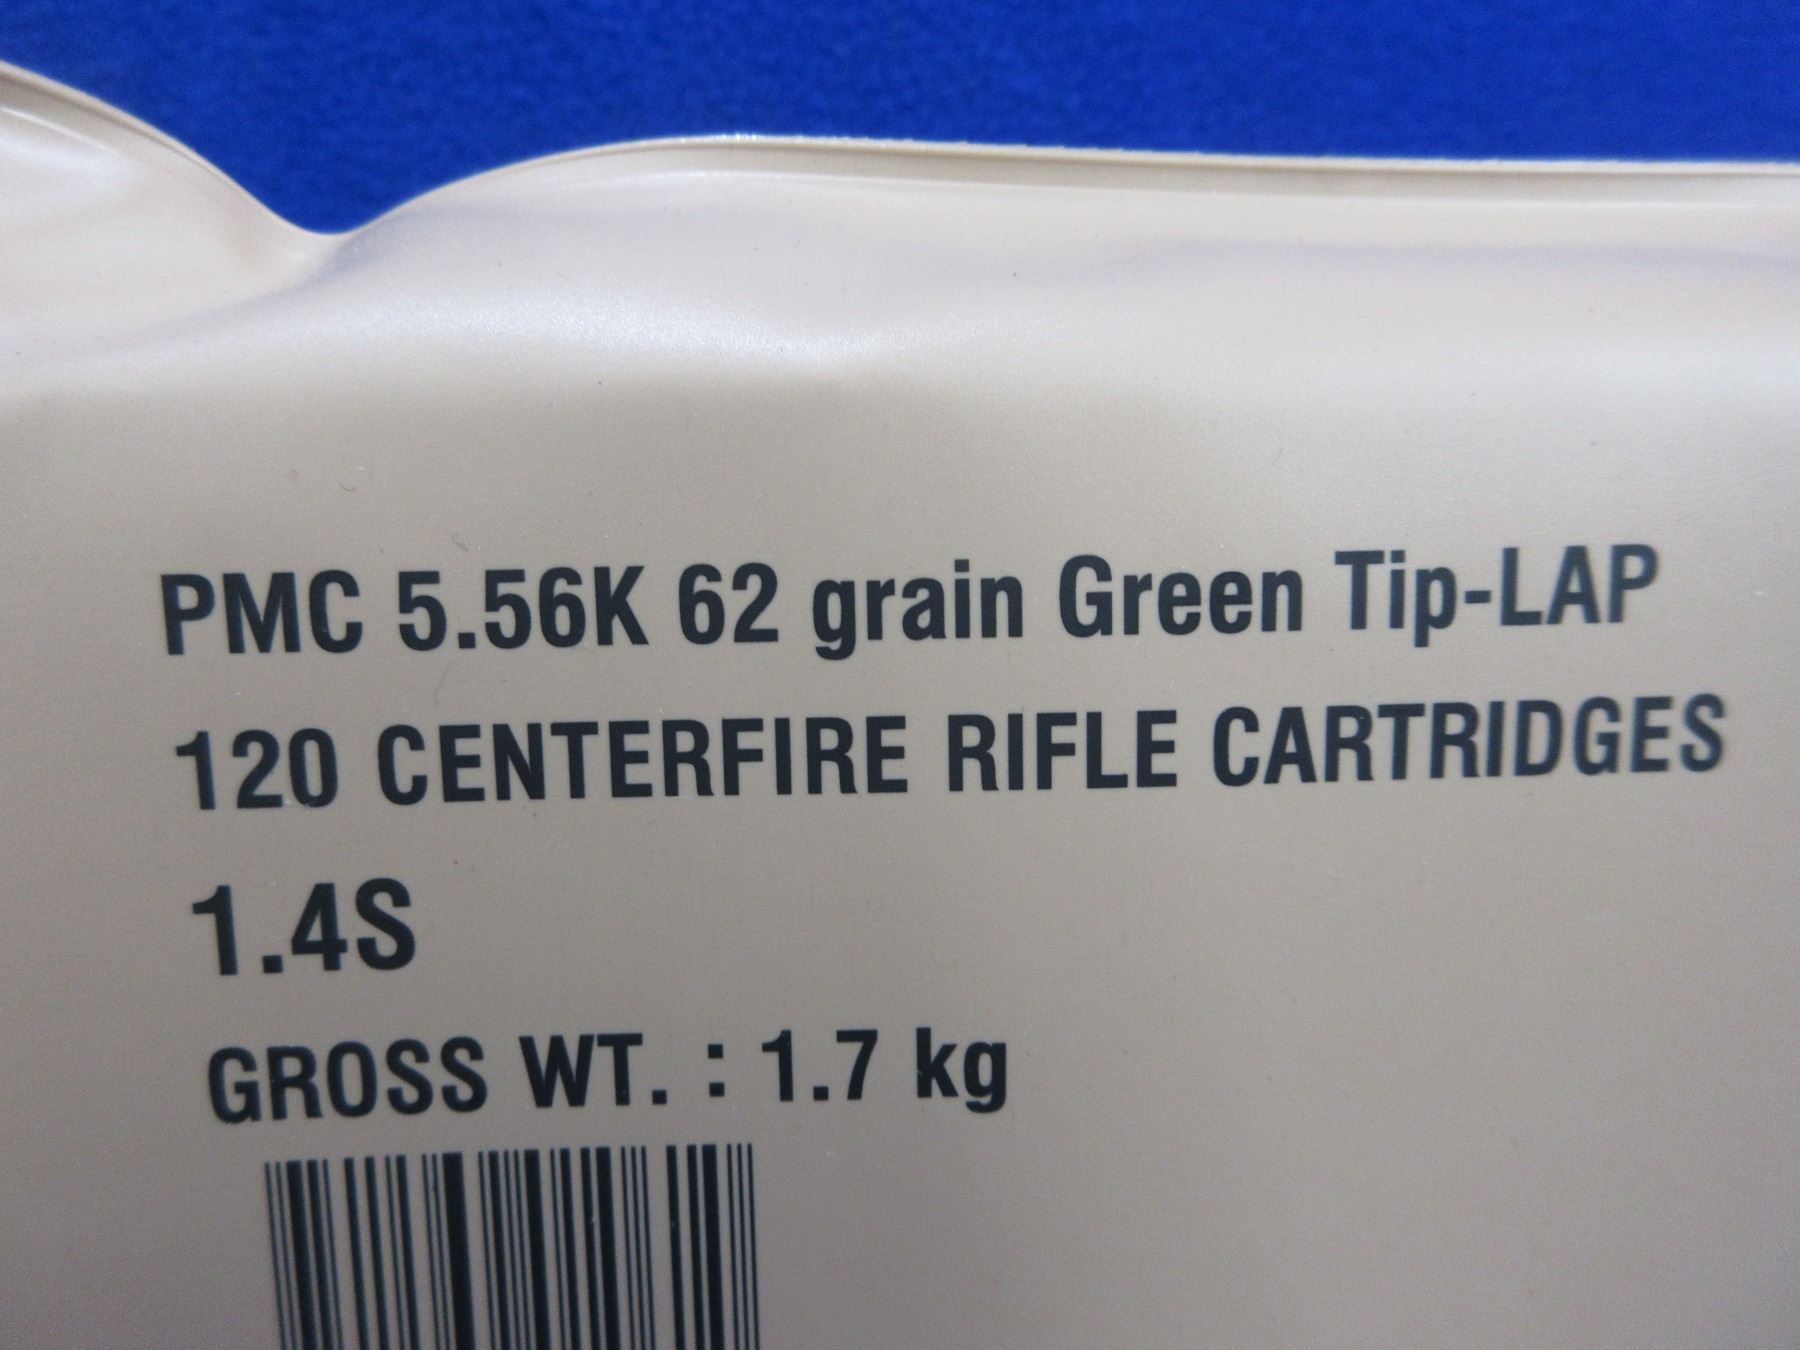 PMC 5.56K 62 grain Green Tip-LAP
120 CENTERFIRE RIFLE CARTRIDGES
1.4S
GROSS WT. : 1.7 kg